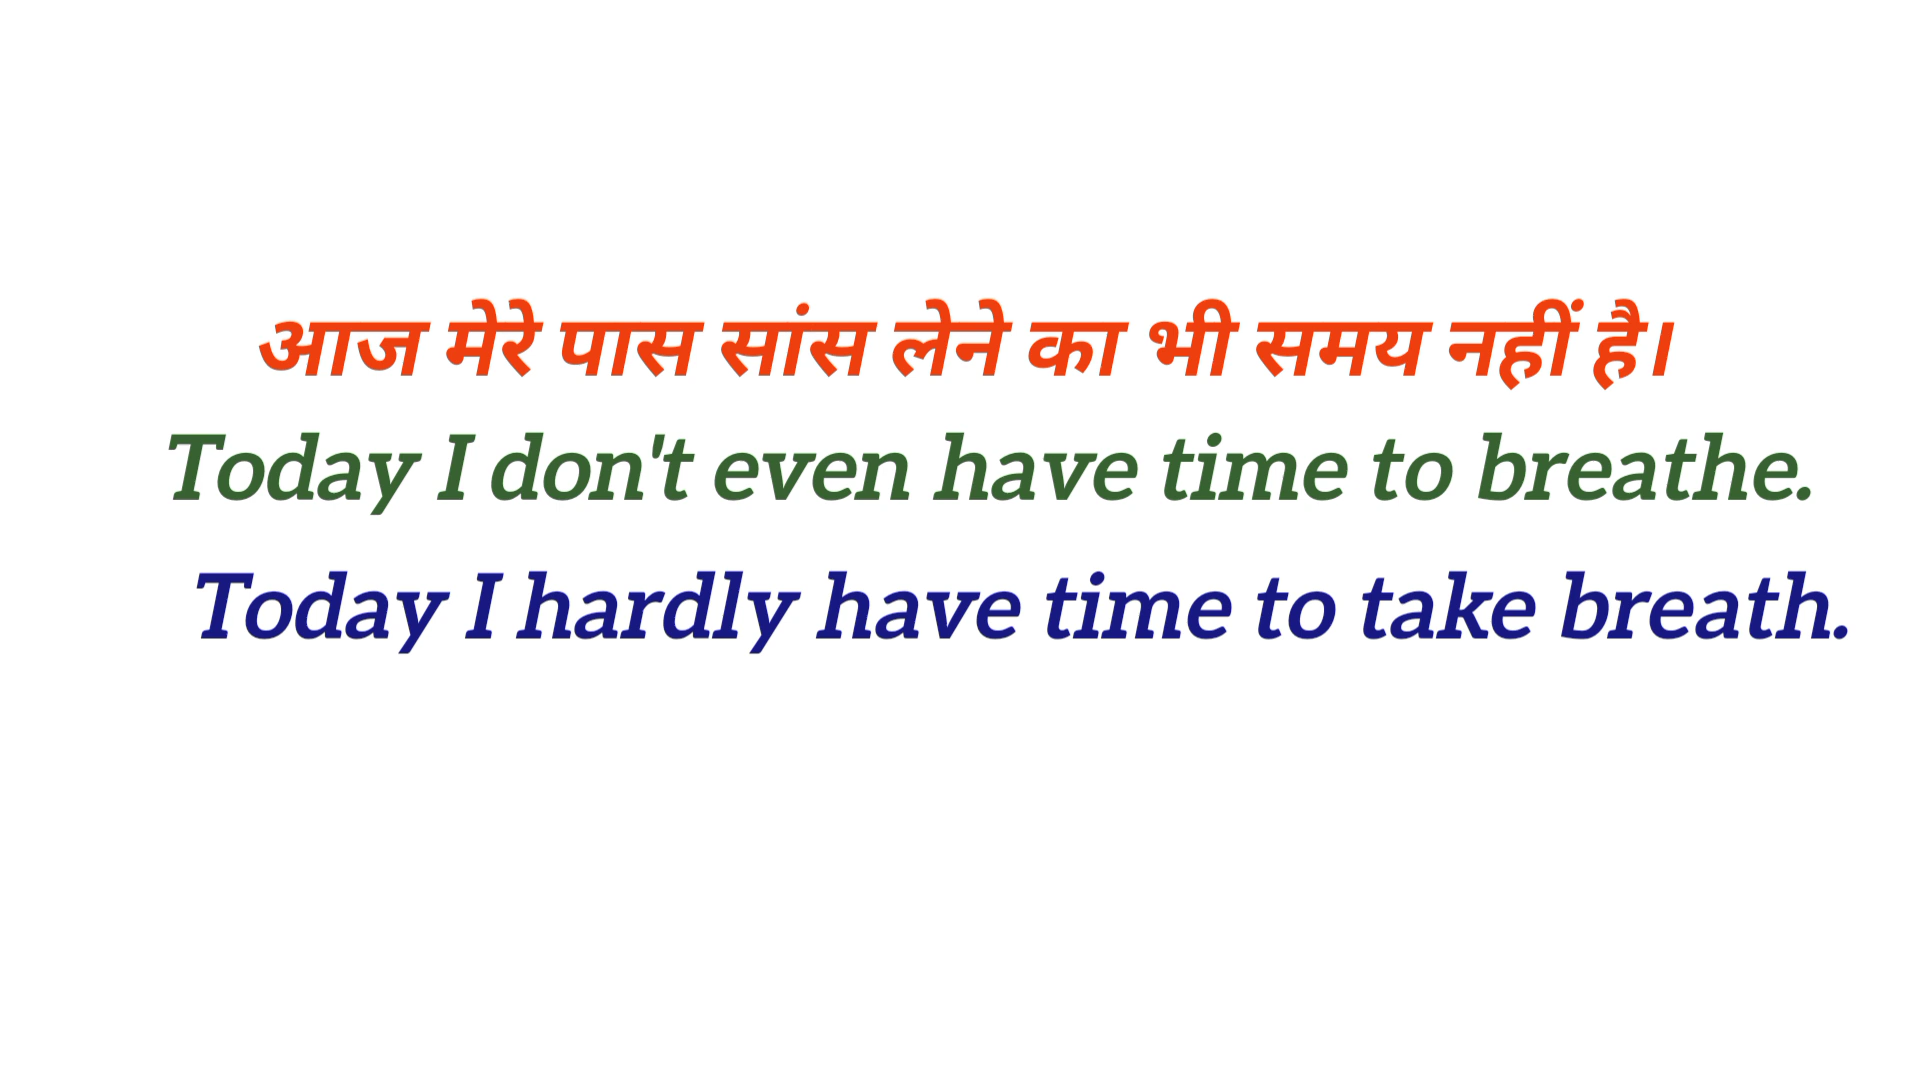 आज मेरे पास सांस लेने का भी समय नहीं है।
Today I don't even have time to breathe.
Today I hardly have time to take breath.